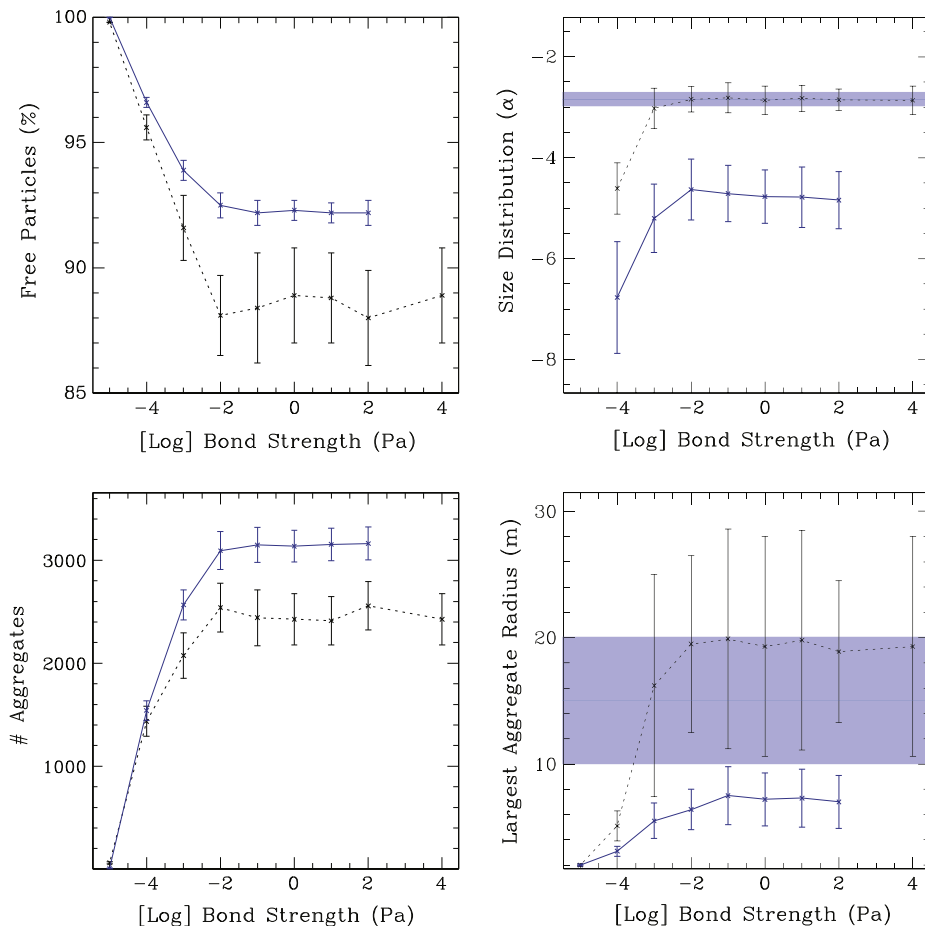 100
95
90
85
Free Particles (%)
−4 −2 0 2 4
[Log] Bond Strength (Pa)
−2
−4
−6
−8
Size Distribution (α)
−4 −2 0 2 4
[Log] Bond Strength (Pa)
3000
2000
1000
# Aggregates
−4 −2 0 2 4
[Log] Bond Strength (Pa)
30
20
10
Largest Aggregate Radius (m)
−4 −2 0 2 4
[Log] Bond Strength (Pa)